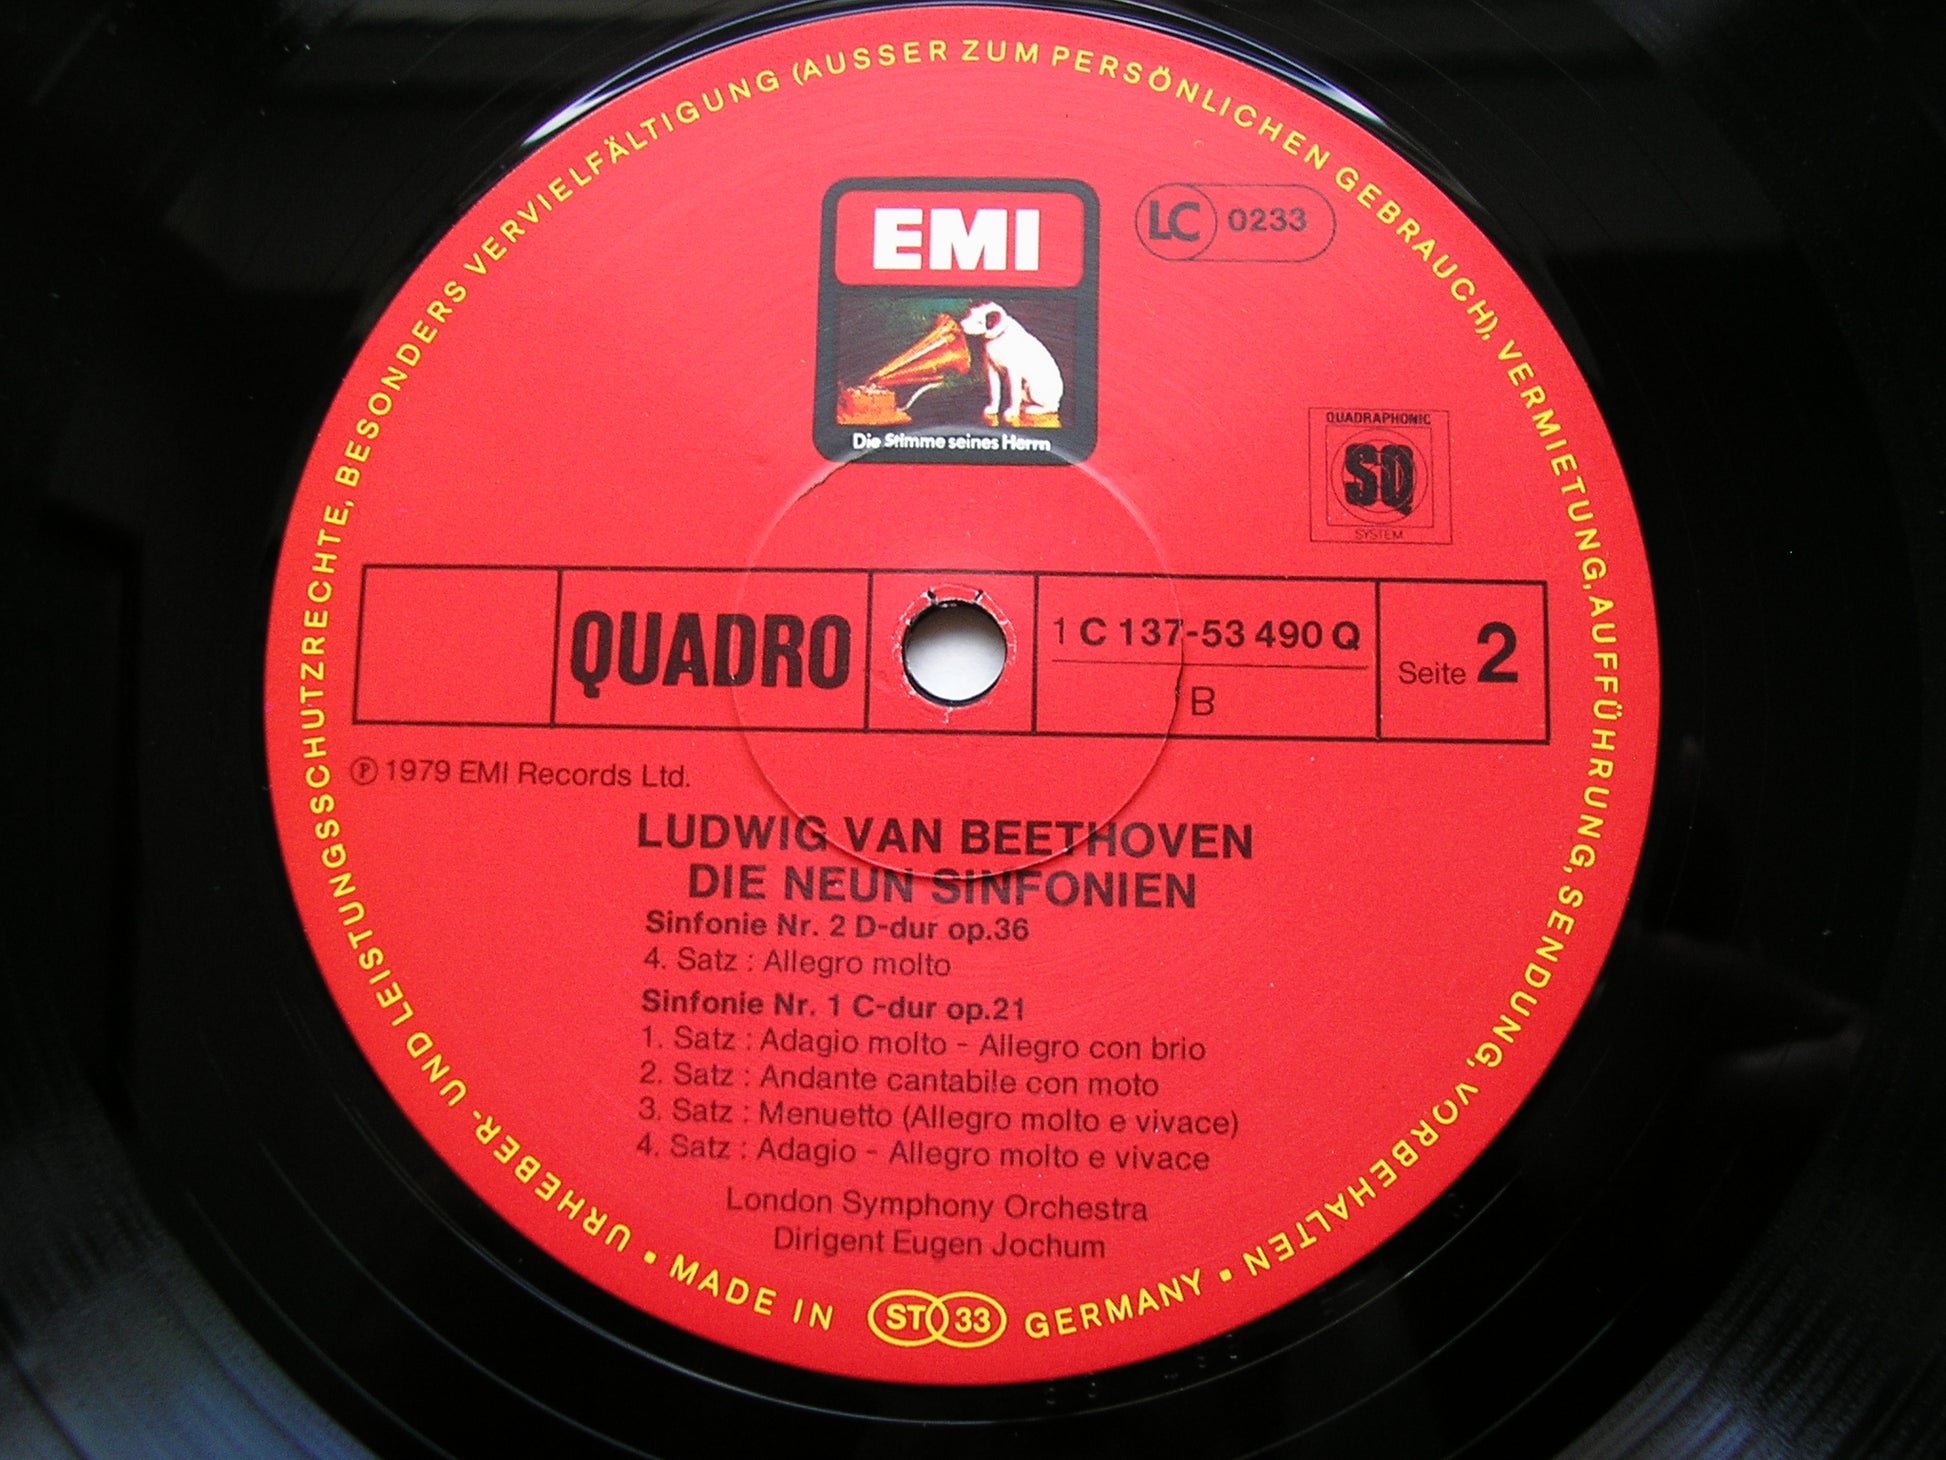 URHEBER- UND LEISTUNGSSCHUTZRECHTE, BESONDERS VERVIELFÄLTIGUNG (AUSSER ZUM PERSÖNLICHEN GEBRAUCH), VERMIETUNG, AUFFÜHRUNG, SENDUNG, VORBEHALTEN
EMI
LC 0233
Die Stimme seines Herrn
QUADRAPHONIC
SQ
SYSTEM
QUADRO
1 C 137-53 490 Q
B
Seite 2
℗ 1979 EMI Records Ltd.
LUDWIG VAN BEETHOVEN
DIE NEUN SINFONIEN
Sinfonie Nr. 2 D-dur op.36
4. Satz : Allegro molto
Sinfonie Nr. 1 C-dur op.21
1. Satz : Adagio molto - Allegro con brio
2. Satz : Andante cantabile con moto
3. Satz : Menuetto (Allegro molto e vivace)
4. Satz : Adagio - Allegro molto e vivace
London Symphony Orchestra
Dirigent Eugen Jochum
• MADE IN ST 33 GERMANY •